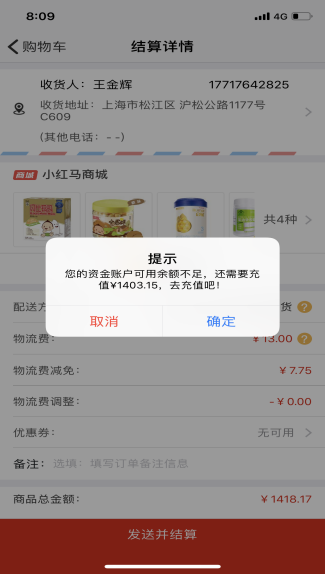 8:09
4G
购物车
结算详情
收货人：王金辉
17717642825
收货地址：上海市松江区 沪松公路1177号
C609
(其他电话：- -)
商城 小红马商城
共4种
提示
您的资金账户可用余额不足，还需要充
值¥1403.15，去充值吧！
取消
确定
配送方
货
物流费：
¥13.00
物流费减免：
¥7.75
物流费调整：
-¥0.00
优惠券：
无可用
备注：
选填：填写订单备注信息
商品总金额：
¥1418.17
发送并结算